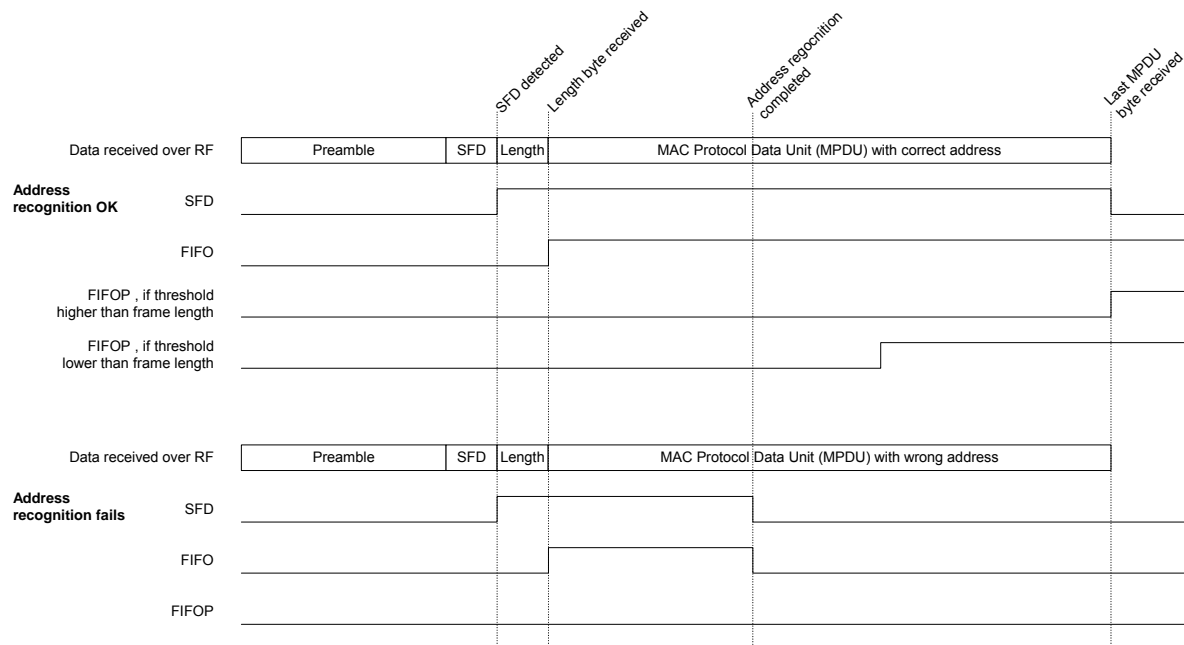 SFD detected
Length byte received
Address regocnition
completed
Last MPDU
byte received
Data received over RF
Preamble
SFD
Length
MAC Protocol Data Unit (MPDU) with correct address
Address
recognition OK
SFD
FIFO
FIFOP , if threshold
higher than frame length
FIFOP , if threshold
lower than frame length
Data received over RF
Preamble
SFD
Length
MAC Protocol Data Unit (MPDU) with wrong address
Address
recognition fails
SFD
FIFO
FIFOP